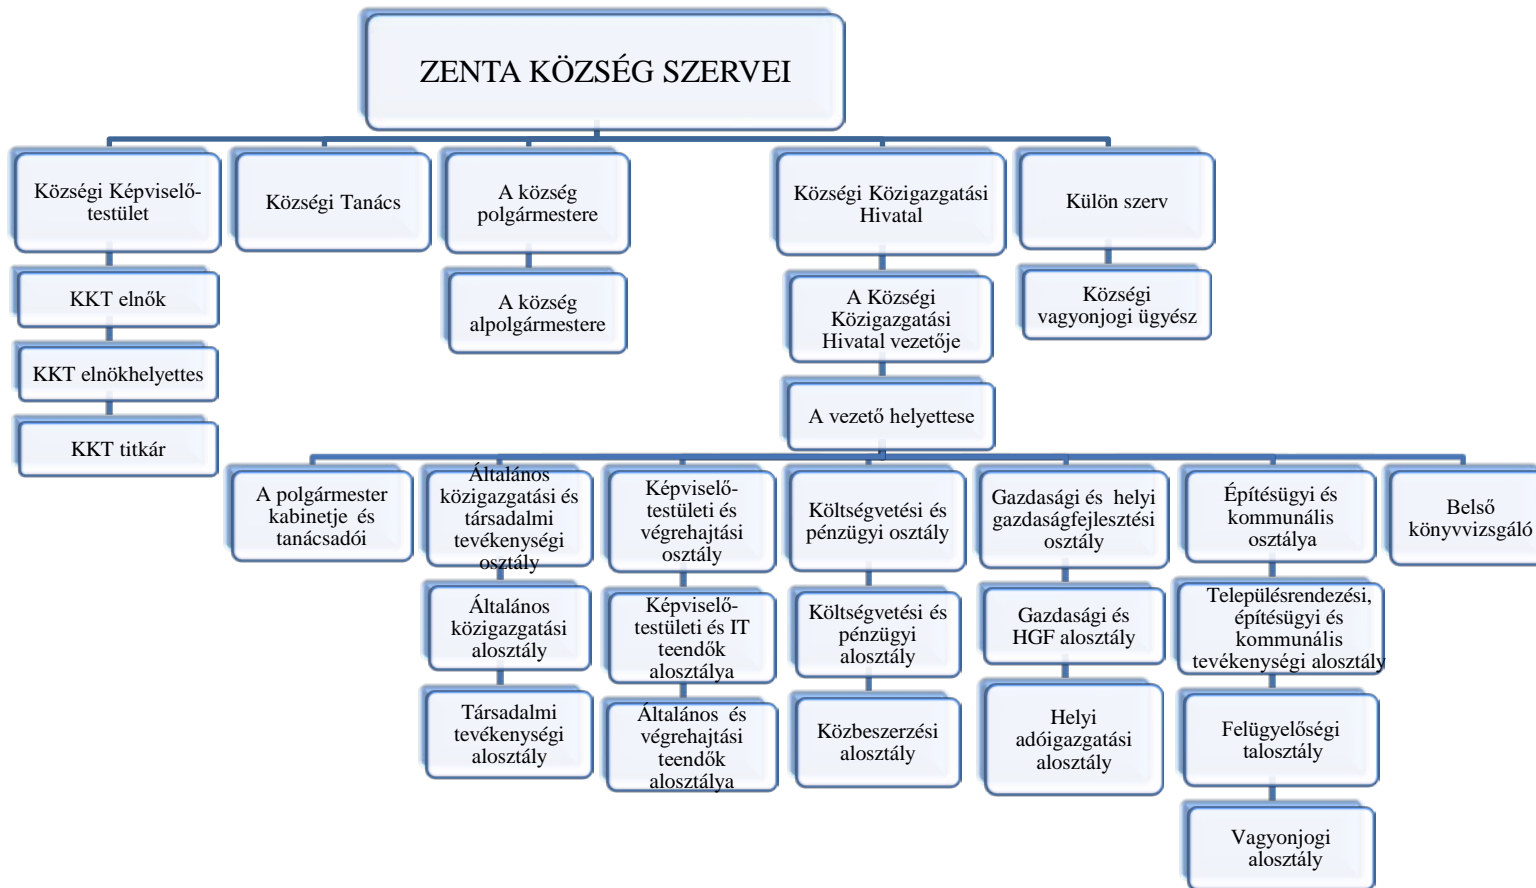 ZENTA KÖZSÉG SZERVEI
Községi Képviselő-
testület
Községi Tanács
A község
polgármestere
Községi Közigazgatási
Hivatal
Külön szerv
KKT elnők
KKT elnökhelyettes
KKT titkár
A község
alpolgármestere
A Községi
Közigazgatási
Hivatal vezetője
Községi
vagyonjogi ügyész
A vezető helyettese
A polgármester
kabinetje és
tanácsadói
Általános
közigazgatási és
társadalmi
tevékenységi
osztály
Képviselő-
testületi és
végrehajtási
osztály
Költségvetési és
pénzügyi osztály
Gazdasági és helyi
gazdaságfejlesztési
osztály
Építésügyi és
kommunális
osztálya
Belső
könyvvizsgáló
Általános
közigazgatási
alosztály
Társadalmi
tevékenységi
alosztály
Képviselő-
testületi és IT
teendők
alosztálya
Általános és
végrehajtási
teendők
alosztálya
Költségvetési és
pénzügyi
alosztály
Közbeszerzési
alosztály
Gazdasági és
HGF alosztály
Helyi
adóigazgatási
alosztály
Településrendezési,
építésügyi és
kommunális
tevékenységi alosztály
Felügyelőségi
talosztály
Vagyonjogi
alosztály